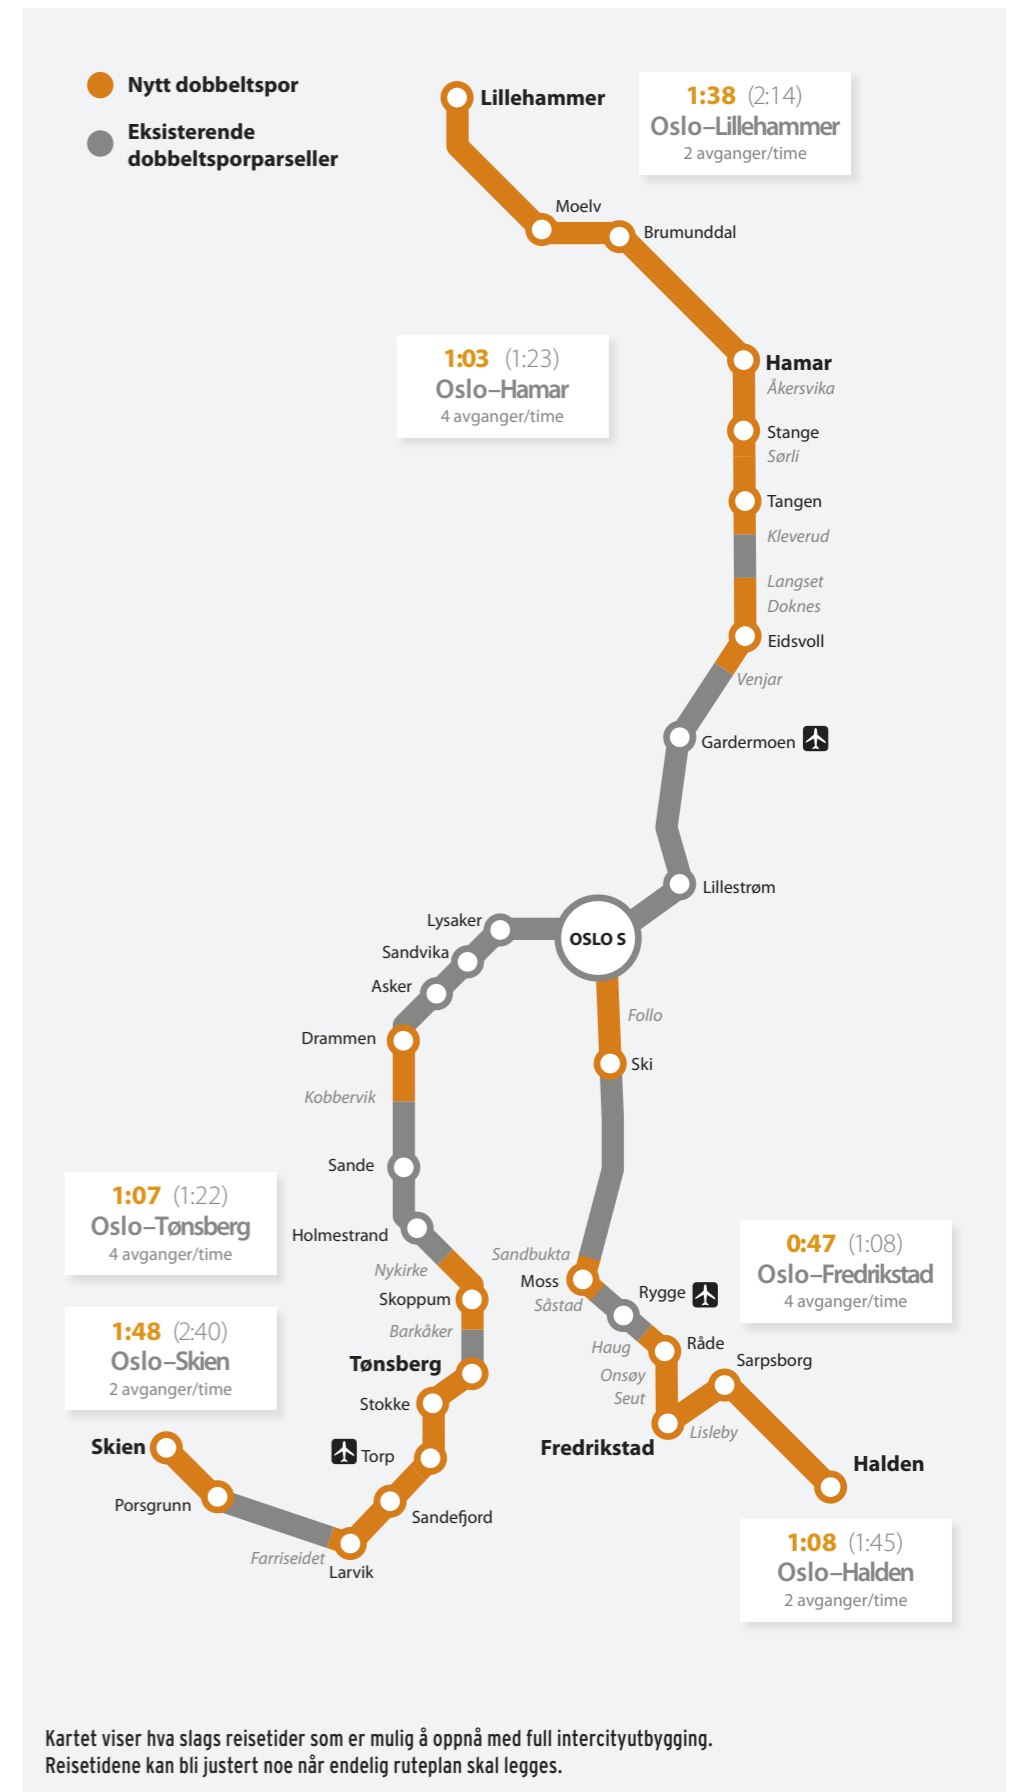 Nytt dobbeltspor
Eksisterende
dobbeltsporparseller
Lillehammer
1:38 (2:14)
Oslo–Lillehammer
2 avganger/time
Moelv
Brumunddal
1:03 (1:23)
Oslo–Hamar
4 avganger/time
Hamar
Åkersvika
Stange
Sørli
Tangen
Kleverud
Langset
Doknes
Eidsvoll
Venjar
Gardermoen
Lillestrøm
OSLO S
Lysaker
Sandvika
Asker
Drammen
Kobbervik
Sande
Holmestrand
Nykirke
Skoppum
Barkåker
Tønsberg
Stokke
Torp
Sandefjord
Larvik
Farriseidet
Porsgrunn
Skien
1:07 (1:22)
Oslo–Tønsberg
4 avganger/time
1:48 (2:40)
Oslo–Skien
2 avganger/time
Follo
Ski
Sandbukta
Moss
Såstad
Rygge
Haug
Råde
Onsøy
Seut
Fredrikstad
Lisleby
Sarpsborg
Halden
0:47 (1:08)
Oslo–Fredrikstad
4 avganger/time
1:08 (1:45)
Oslo–Halden
2 avganger/time
Kartet viser hva slags reisetider som er mulig å oppnå med full intercityutbygging.
Reisetidene kan bli justert noe når endelig ruteplan skal legges.